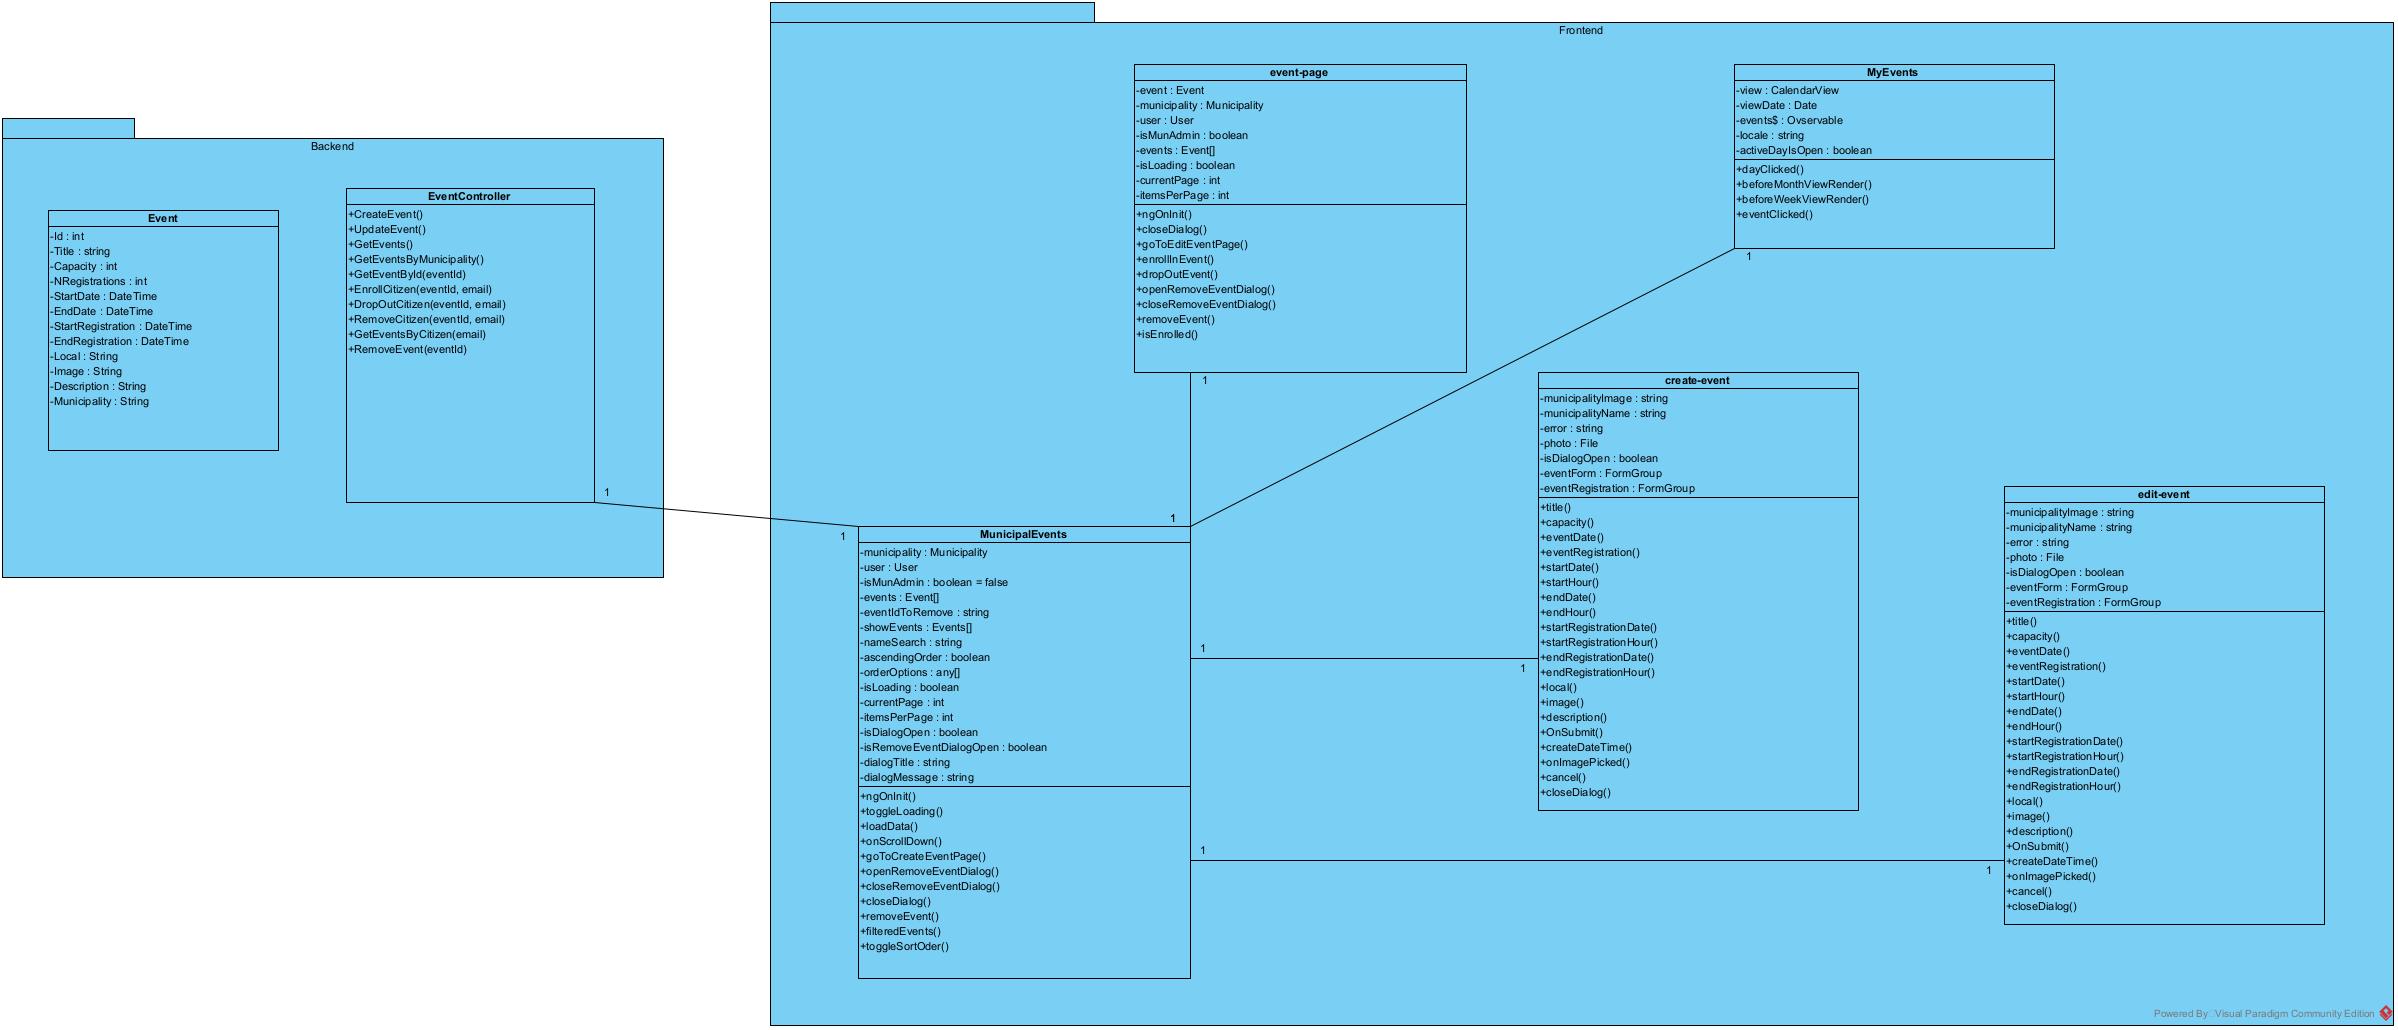 Backend
Event
-Id : int
-Title : string
-Capacity : int
-NRegistrations : int
-StartDate : DateTime
-EndDate : DateTime
-StartRegistration : DateTime
-EndRegistration : DateTime
-Local : String
-Image : String
-Description : String
-Municipality : String
EventController
+CreateEvent()
+UpdateEvent()
+GetEvents()
+GetEventsByMunicipality()
+GetEventById(eventId)
+EnrollCitizen(eventId, email)
+DropOutCitizen(eventId, email)
+RemoveCitizen(eventId, email)
+GetEventsByCitizen(email)
+RemoveEvent(eventId)
1
Frontend
event-page
-event : Event
-municipality : Municipality
-user : User
-isMunAdmin : boolean
-events : Event[]
-isLoading : boolean
-currentPage : int
-itemsPerPage : int
+ngOnInit()
+closeDialog()
+goToEditEventPage()
+enrollInEvent()
+dropOutEvent()
+openRemoveEventDialog()
+closeRemoveEventDialog()
+removeEvent()
+isEnrolled()
1
MyEvents
-view : CalendarView
-viewDate : Date
-events$ : Ovservable
-locale : string
-activeDayIsOpen : boolean
+dayClicked()
+beforeMonthViewRender()
+beforeWeekViewRender()
+eventClicked()
1
1
1
MunicipalEvents
-municipality : Municipality
-user : User
-isMunAdmin : boolean = false
-events : Event[]
-eventIdToRemove : string
-showEvents : Events[]
-nameSearch : string
-ascendingOrder : boolean
-orderOptions : any[]
-isLoading : boolean
-currentPage : int
-itemsPerPage : int
-isDialogOpen : boolean
-isRemoveEventDialogOpen : boolean
-dialogTitle : string
-dialogMessage : string
+ngOnInit()
+toggleLoading()
+loadData()
+onScrollDown()
+goToCreateEventPage()
+openRemoveEventDialog()
+closeRemoveEventDialog()
+closeDialog()
+removeEvent()
+filteredEvents()
+toggleSortOder()
1
1
create-event
-municipalityImage : string
-municipalityName : string
-error : string
-photo : File
-isDialogOpen : boolean
-eventForm : FormGroup
-eventRegistration : FormGroup
+title()
+capacity()
+eventDate()
+eventRegistration()
+startDate()
+startHour()
+endDate()
+endHour()
+startRegistrationDate()
+startRegistrationHour()
+endRegistrationDate()
+endRegistrationHour()
+local()
+image()
+description()
+OnSubmit()
+createDateTime()
+onImagePicked()
+cancel()
+closeDialog()
1
1
edit-event
-municipalityImage : string
-municipalityName : string
-error : string
-photo : File
-isDialogOpen : boolean
-eventForm : FormGroup
-eventRegistration : FormGroup
+title()
+capacity()
+eventDate()
+eventRegistration()
+startDate()
+startHour()
+endDate()
+endHour()
+startRegistrationDate()
+startRegistrationHour()
+endRegistrationDate()
+endRegistrationHour()
+local()
+image()
+description()
+OnSubmit()
+createDateTime()
+onImagePicked()
+cancel()
+closeDialog()
Powered By Visual Paradigm Community Edition